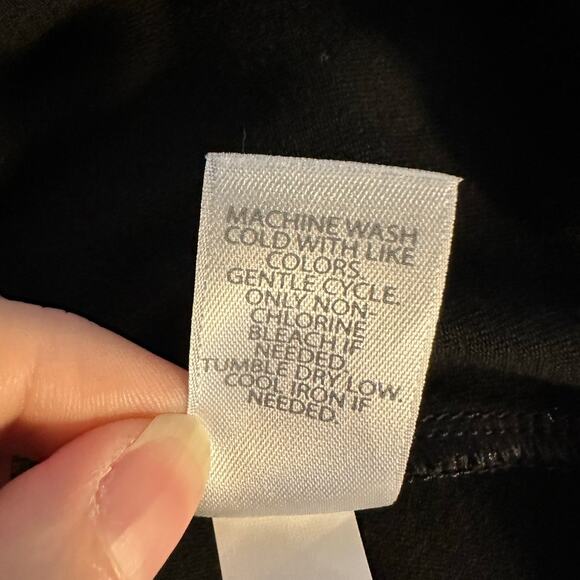 MACHINE WASH
COLD WITH LIKE
COLORS.
GENTLE CYCLE.
ONLY NON
CHLORINE
BLEACH IF
NEEDED.
TUMBLE DRY LOW.
COOL IRON IF
NEEDED.